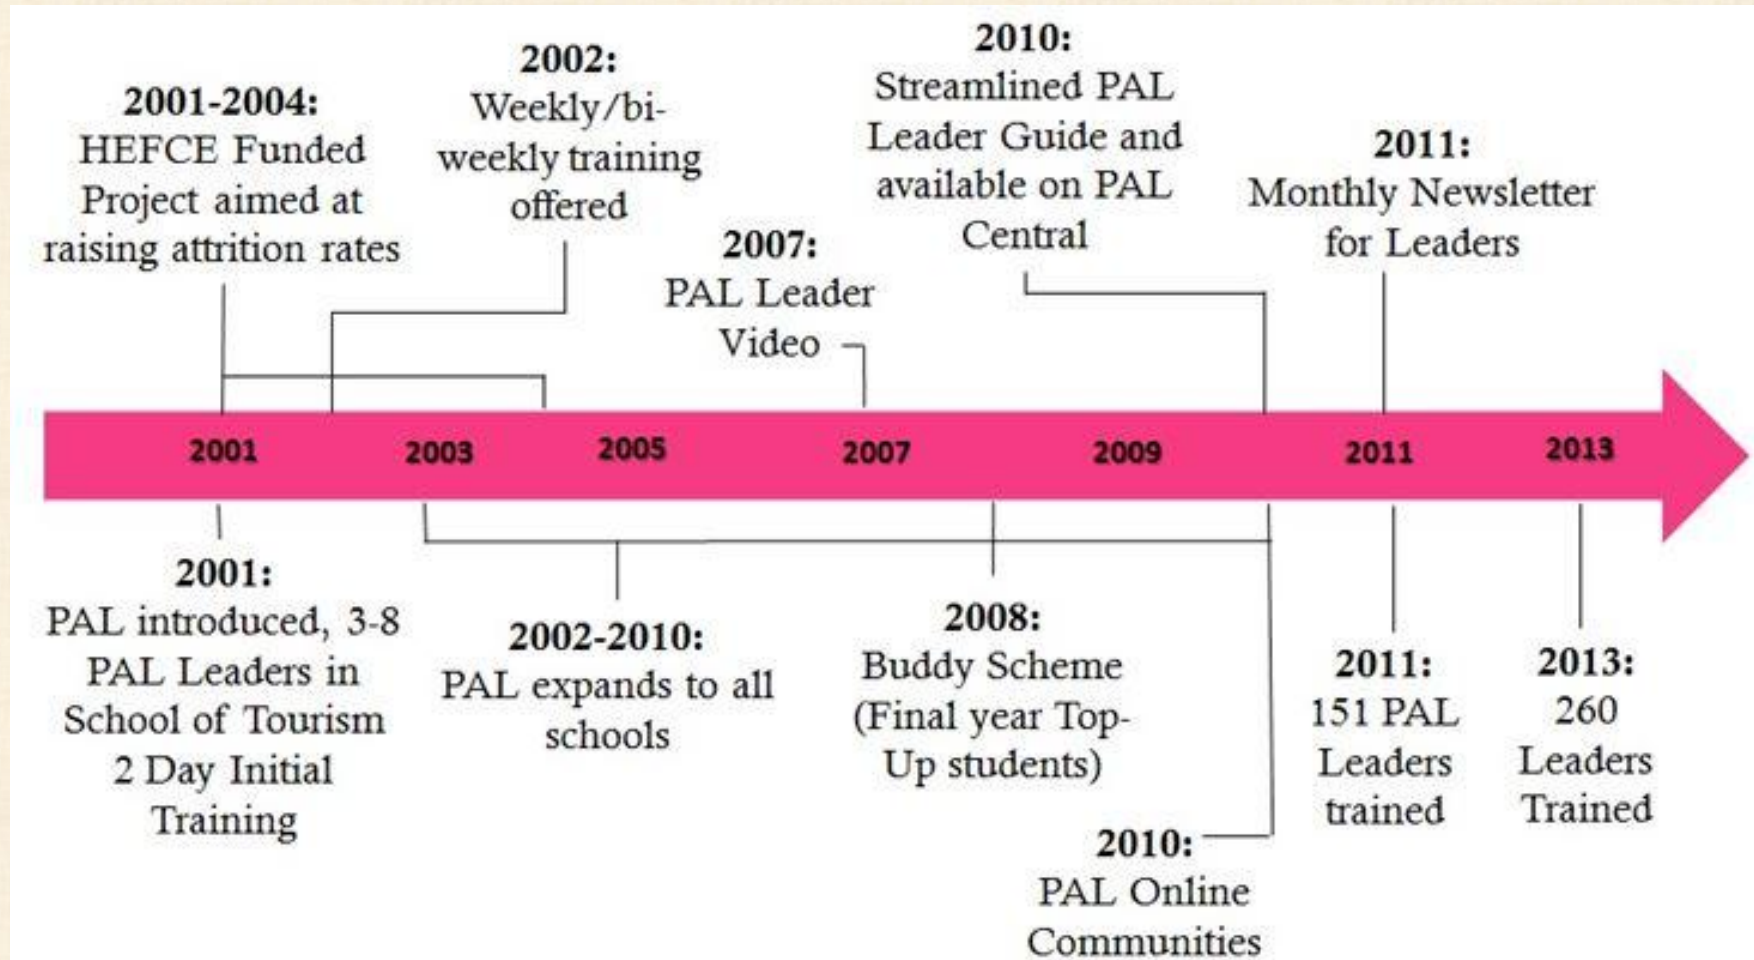 2001-2004:
HEFCE Funded
Project aimed at
raising attrition rates
2002:
Weekly/bi-
weekly training
offered
2007:
PAL Leader
Video
2010:
Streamlined PAL
Leader Guide and
available on PAL
Central
2011:
Monthly Newsletter
for Leaders
2001 2003 2005 2007 2009 2011 2013
2001:
PAL introduced, 3-8
PAL Leaders in
School of Tourism
2 Day Initial
Training
2002-2010:
PAL expands to all
schools
2008:
Buddy Scheme
(Final year Top-
Up students)
2010:
PAL Online
Communities
2011:
151 PAL
Leaders
trained
2013:
260
Leaders
Trained